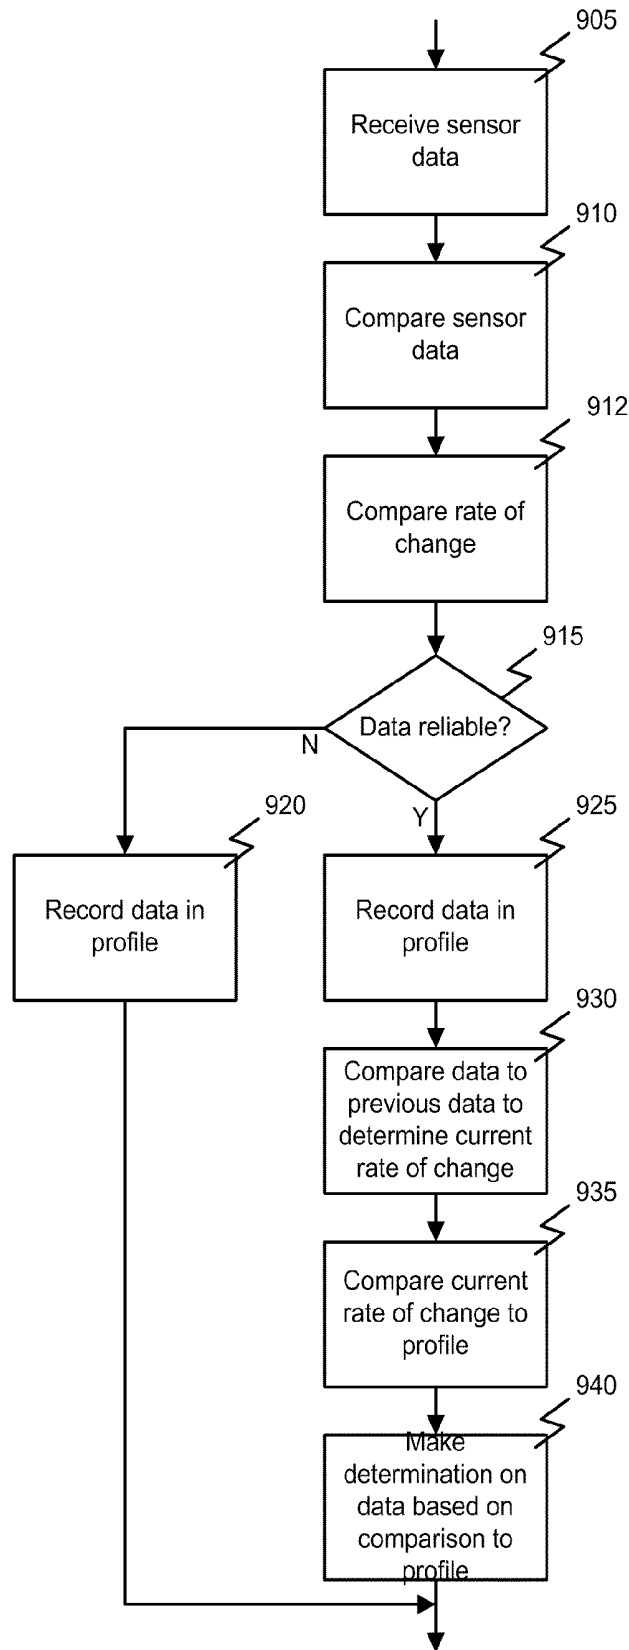 905
Receive sensor
data
910
Compare sensor
data
912
Compare rate of
change
915
Data reliable?
N
Y
920
Record data in
profile
925
Record data in
profile
930
Compare data to
previous data to
determine current
rate of change
935
Compare current
rate of change to
profile
940
Make
determination on
data based on
comparison to
profile